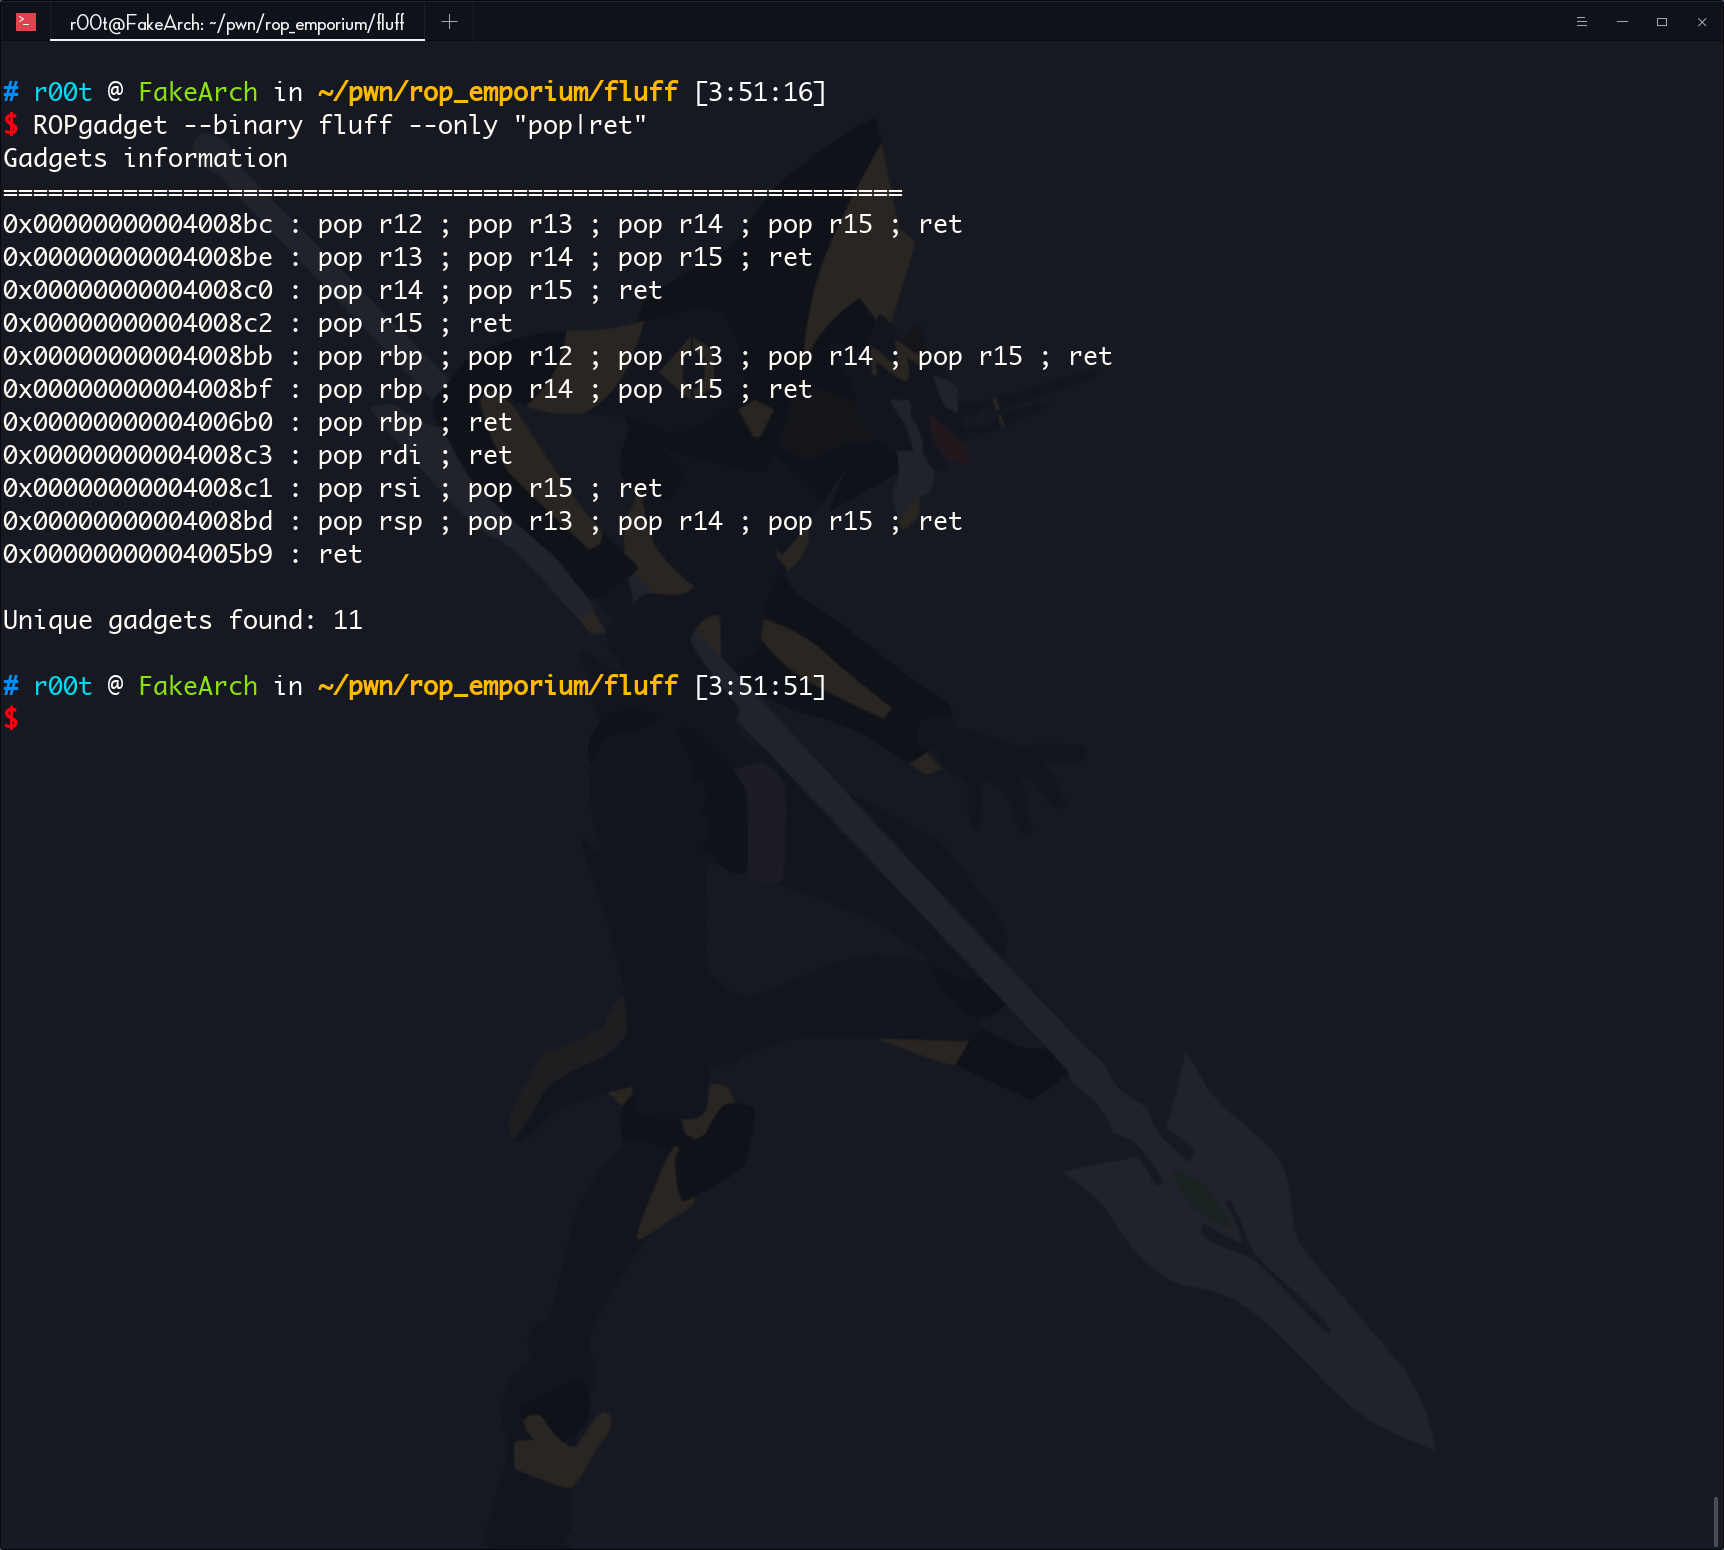 r00t@FakeArch: ~/pwn/rop_emporium/fluff
# r00t @ FakeArch in ~/pwn/rop_emporium/fluff [3:51:16]
$ ROPgadget --binary fluff --only "pop|ret"
Gadgets information
============================================================
0x00000000004008bc : pop r12 ; pop r13 ; pop r14 ; pop r15 ; ret
0x00000000004008be : pop r13 ; pop r14 ; pop r15 ; ret
0x00000000004008c0 : pop r14 ; pop r15 ; ret
0x00000000004008c2 : pop r15 ; ret
0x00000000004008bb : pop rbp ; pop r12 ; pop r13 ; pop r14 ; pop r15 ; ret
0x00000000004008bf : pop rbp ; pop r14 ; pop r15 ; ret
0x00000000004006b0 : pop rbp ; ret
0x00000000004008c3 : pop rdi ; ret
0x00000000004008c1 : pop rsi ; pop r15 ; ret
0x00000000004008bd : pop rsp ; pop r13 ; pop r14 ; pop r15 ; ret
0x00000000004005b9 : ret
Unique gadgets found: 11
# r00t @ FakeArch in ~/pwn/rop_emporium/fluff [3:51:51]
$